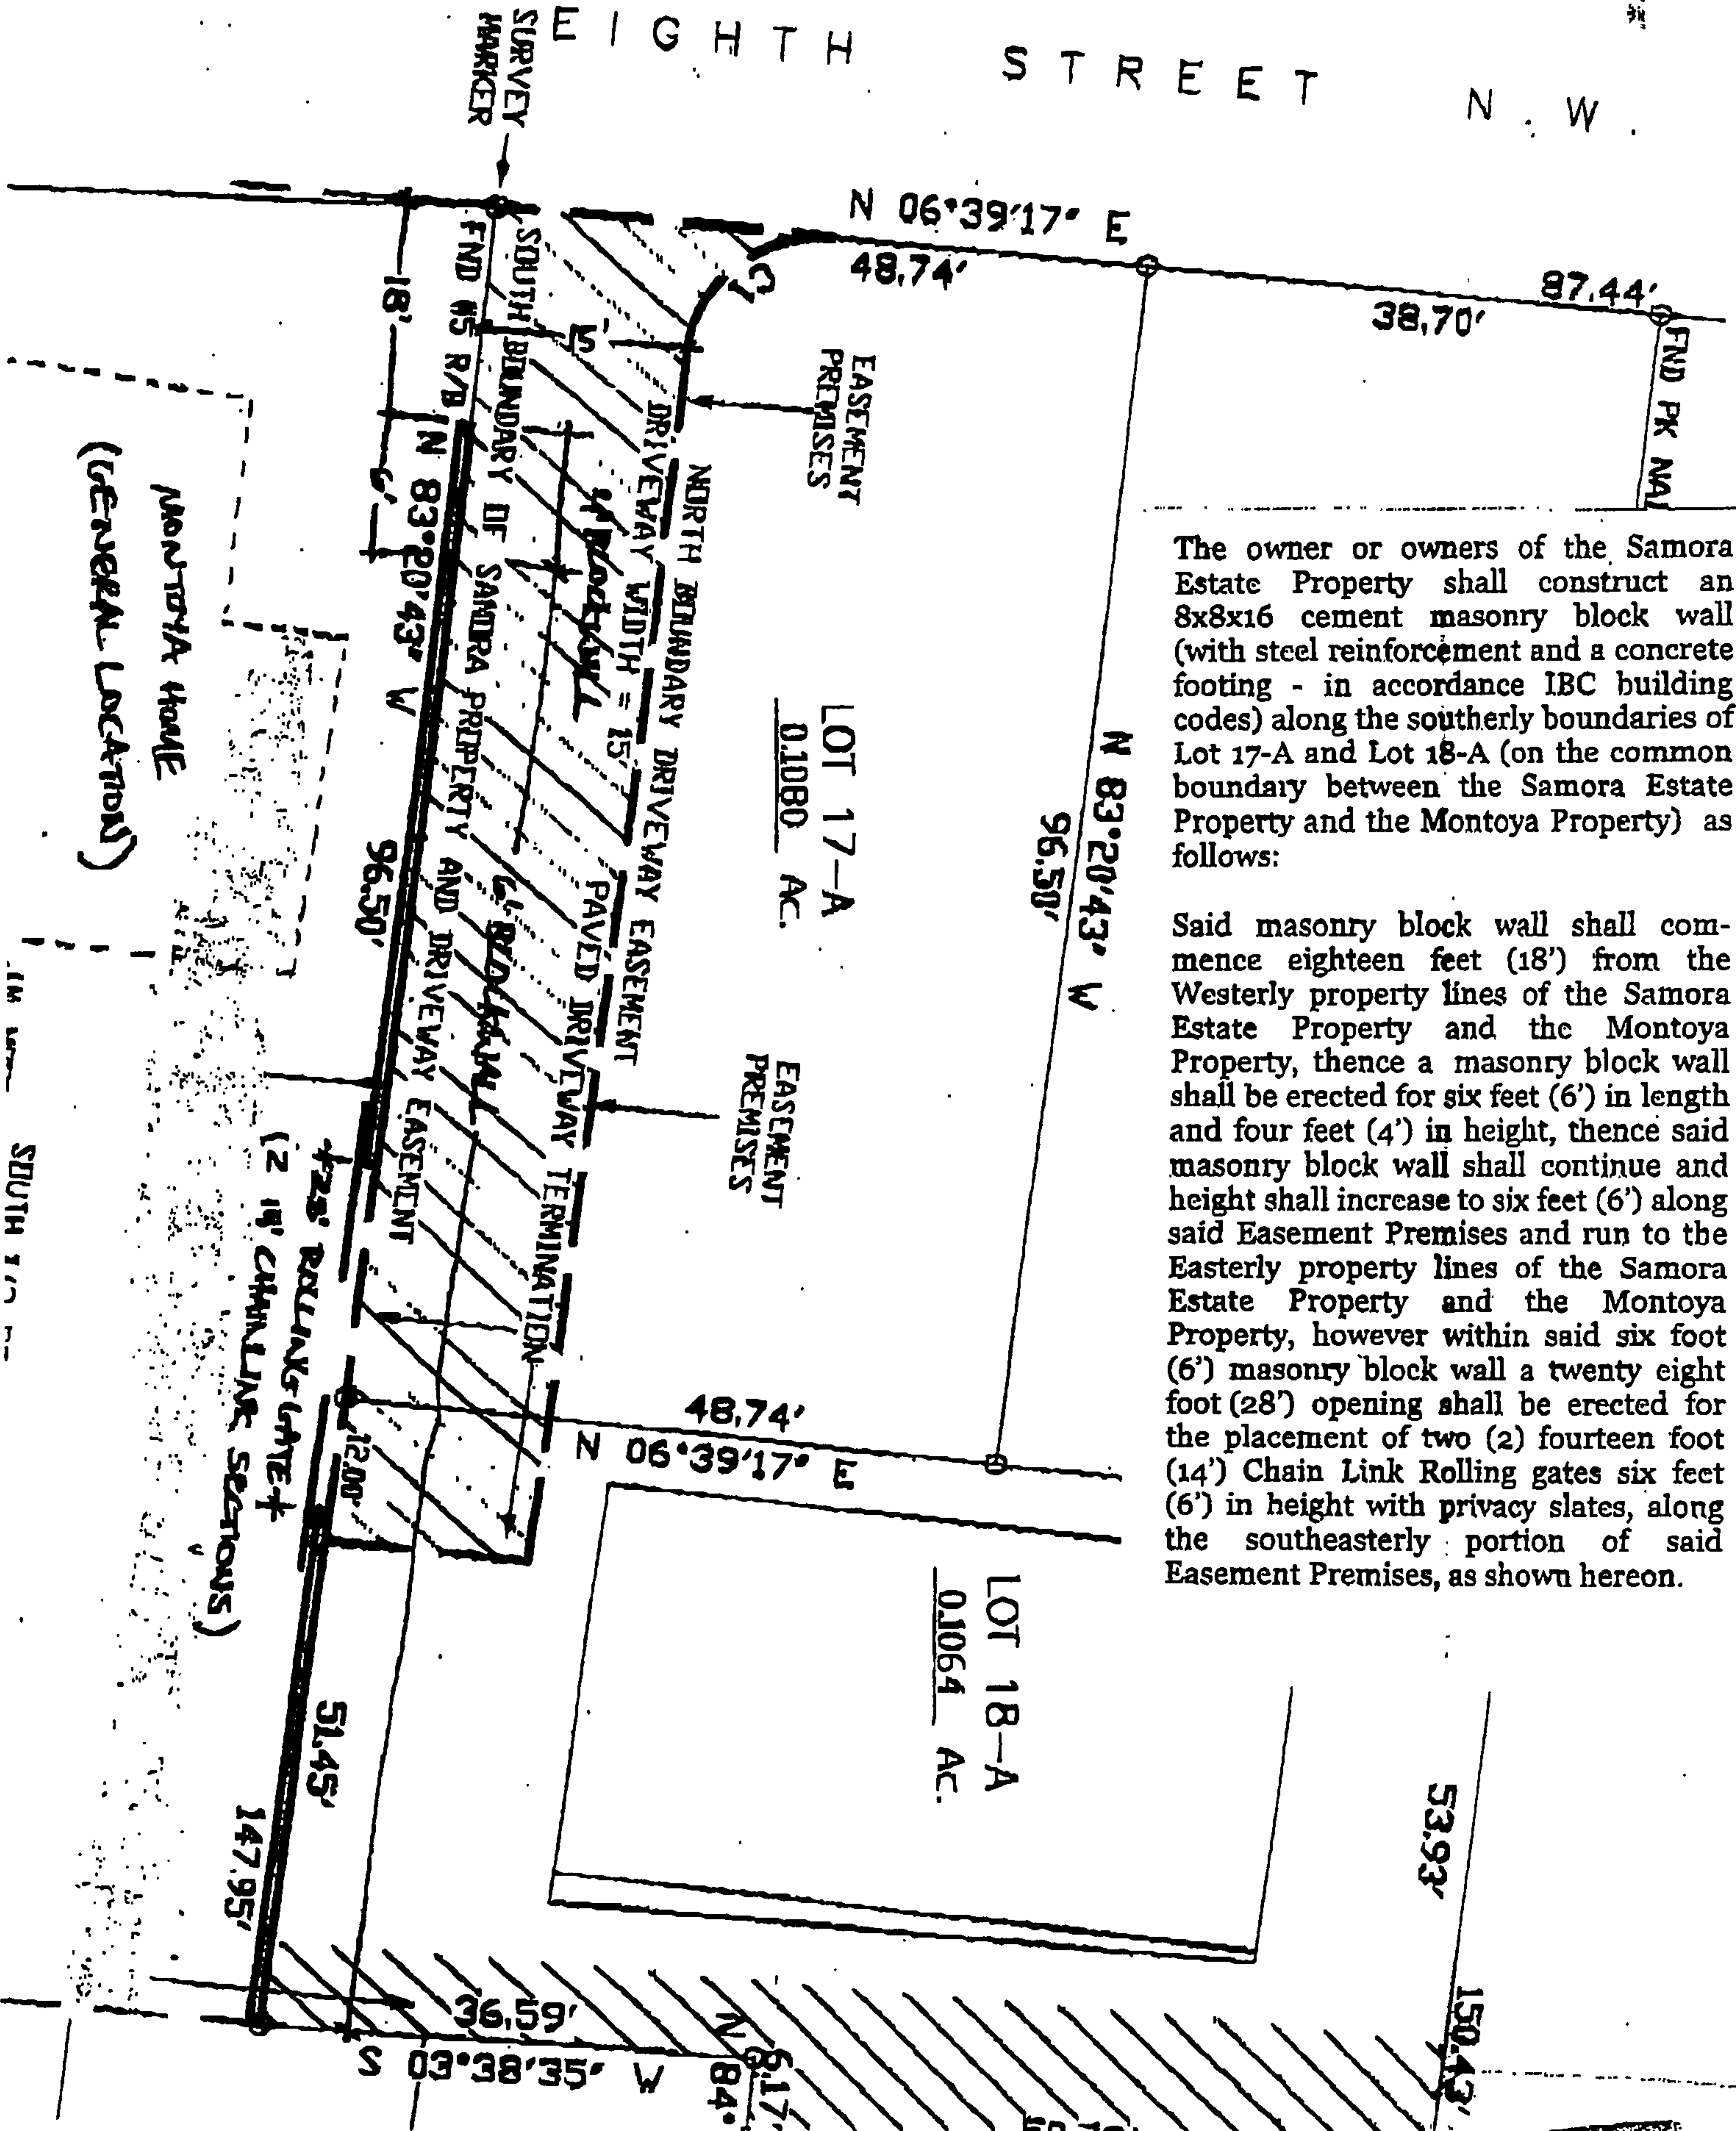 EIGHTH STREET N.W.
SURVEY
MARKER
N 06°39'17" E
48.74'
87.44'
38.70'
FND PK NAI
SOUTH BOUNDARY OF SAMORA PROPERTY AND DRIVEWAY EASEMENT
FND #5 R/B
18'
15'
6'
EASEMENT
PREMISES
NORTH BOUNDARY DRIVEWAY EASEMENT
DRIVEWAY WIDTH = 15'
PAVED DRIVEWAY TERMINATION
4' BLOCK WALL
6' BLOCK WALL
N 83°20'43" W
96.50'
MONTOYA HOME
(GENERAL LOCATION)
LOT 17-A
0.1080 Ac.
N 83°20'43" W
96.50'
EASEMENT
PREMISES
28' ROLLING GATE
(2 14' CHAIN LINK SECTIONS)
48.74'
N 06°39'17" E
12.00'
LOT 18-A
0.1064 Ac.
51.45'
147.95'
53.93'
150.43'
36.59'
S 03°38'35" W
N
84°
6.17'
SOUTH
The owner or owners of the Samora
Estate Property shall construct an
8x8x16 cement masonry block wall
(with steel reinforcement and a concrete
footing - in accordance IBC building
codes) along the southerly boundaries of
Lot 17-A and Lot 18-A (on the common
boundary between the Samora Estate
Property and the Montoya Property) as
follows:
Said masonry block wall shall com-
mence eighteen feet (18') from the
Westerly property lines of the Samora
Estate Property and the Montoya
Property, thence a masonry block wall
shall be erected for six feet (6') in length
and four feet (4') in height, thence said
masonry block wall shall continue and
height shall increase to six feet (6') along
said Easement Premises and run to the
Easterly property lines of the Samora
Estate Property and the Montoya
Property, however within said six foot
(6') masonry block wall a twenty eight
foot (28') opening shall be erected for
the placement of two (2) fourteen foot
(14') Chain Link Rolling gates six feet
(6') in height with privacy slates, along
the southeasterly portion of said
Easement Premises, as shown hereon.